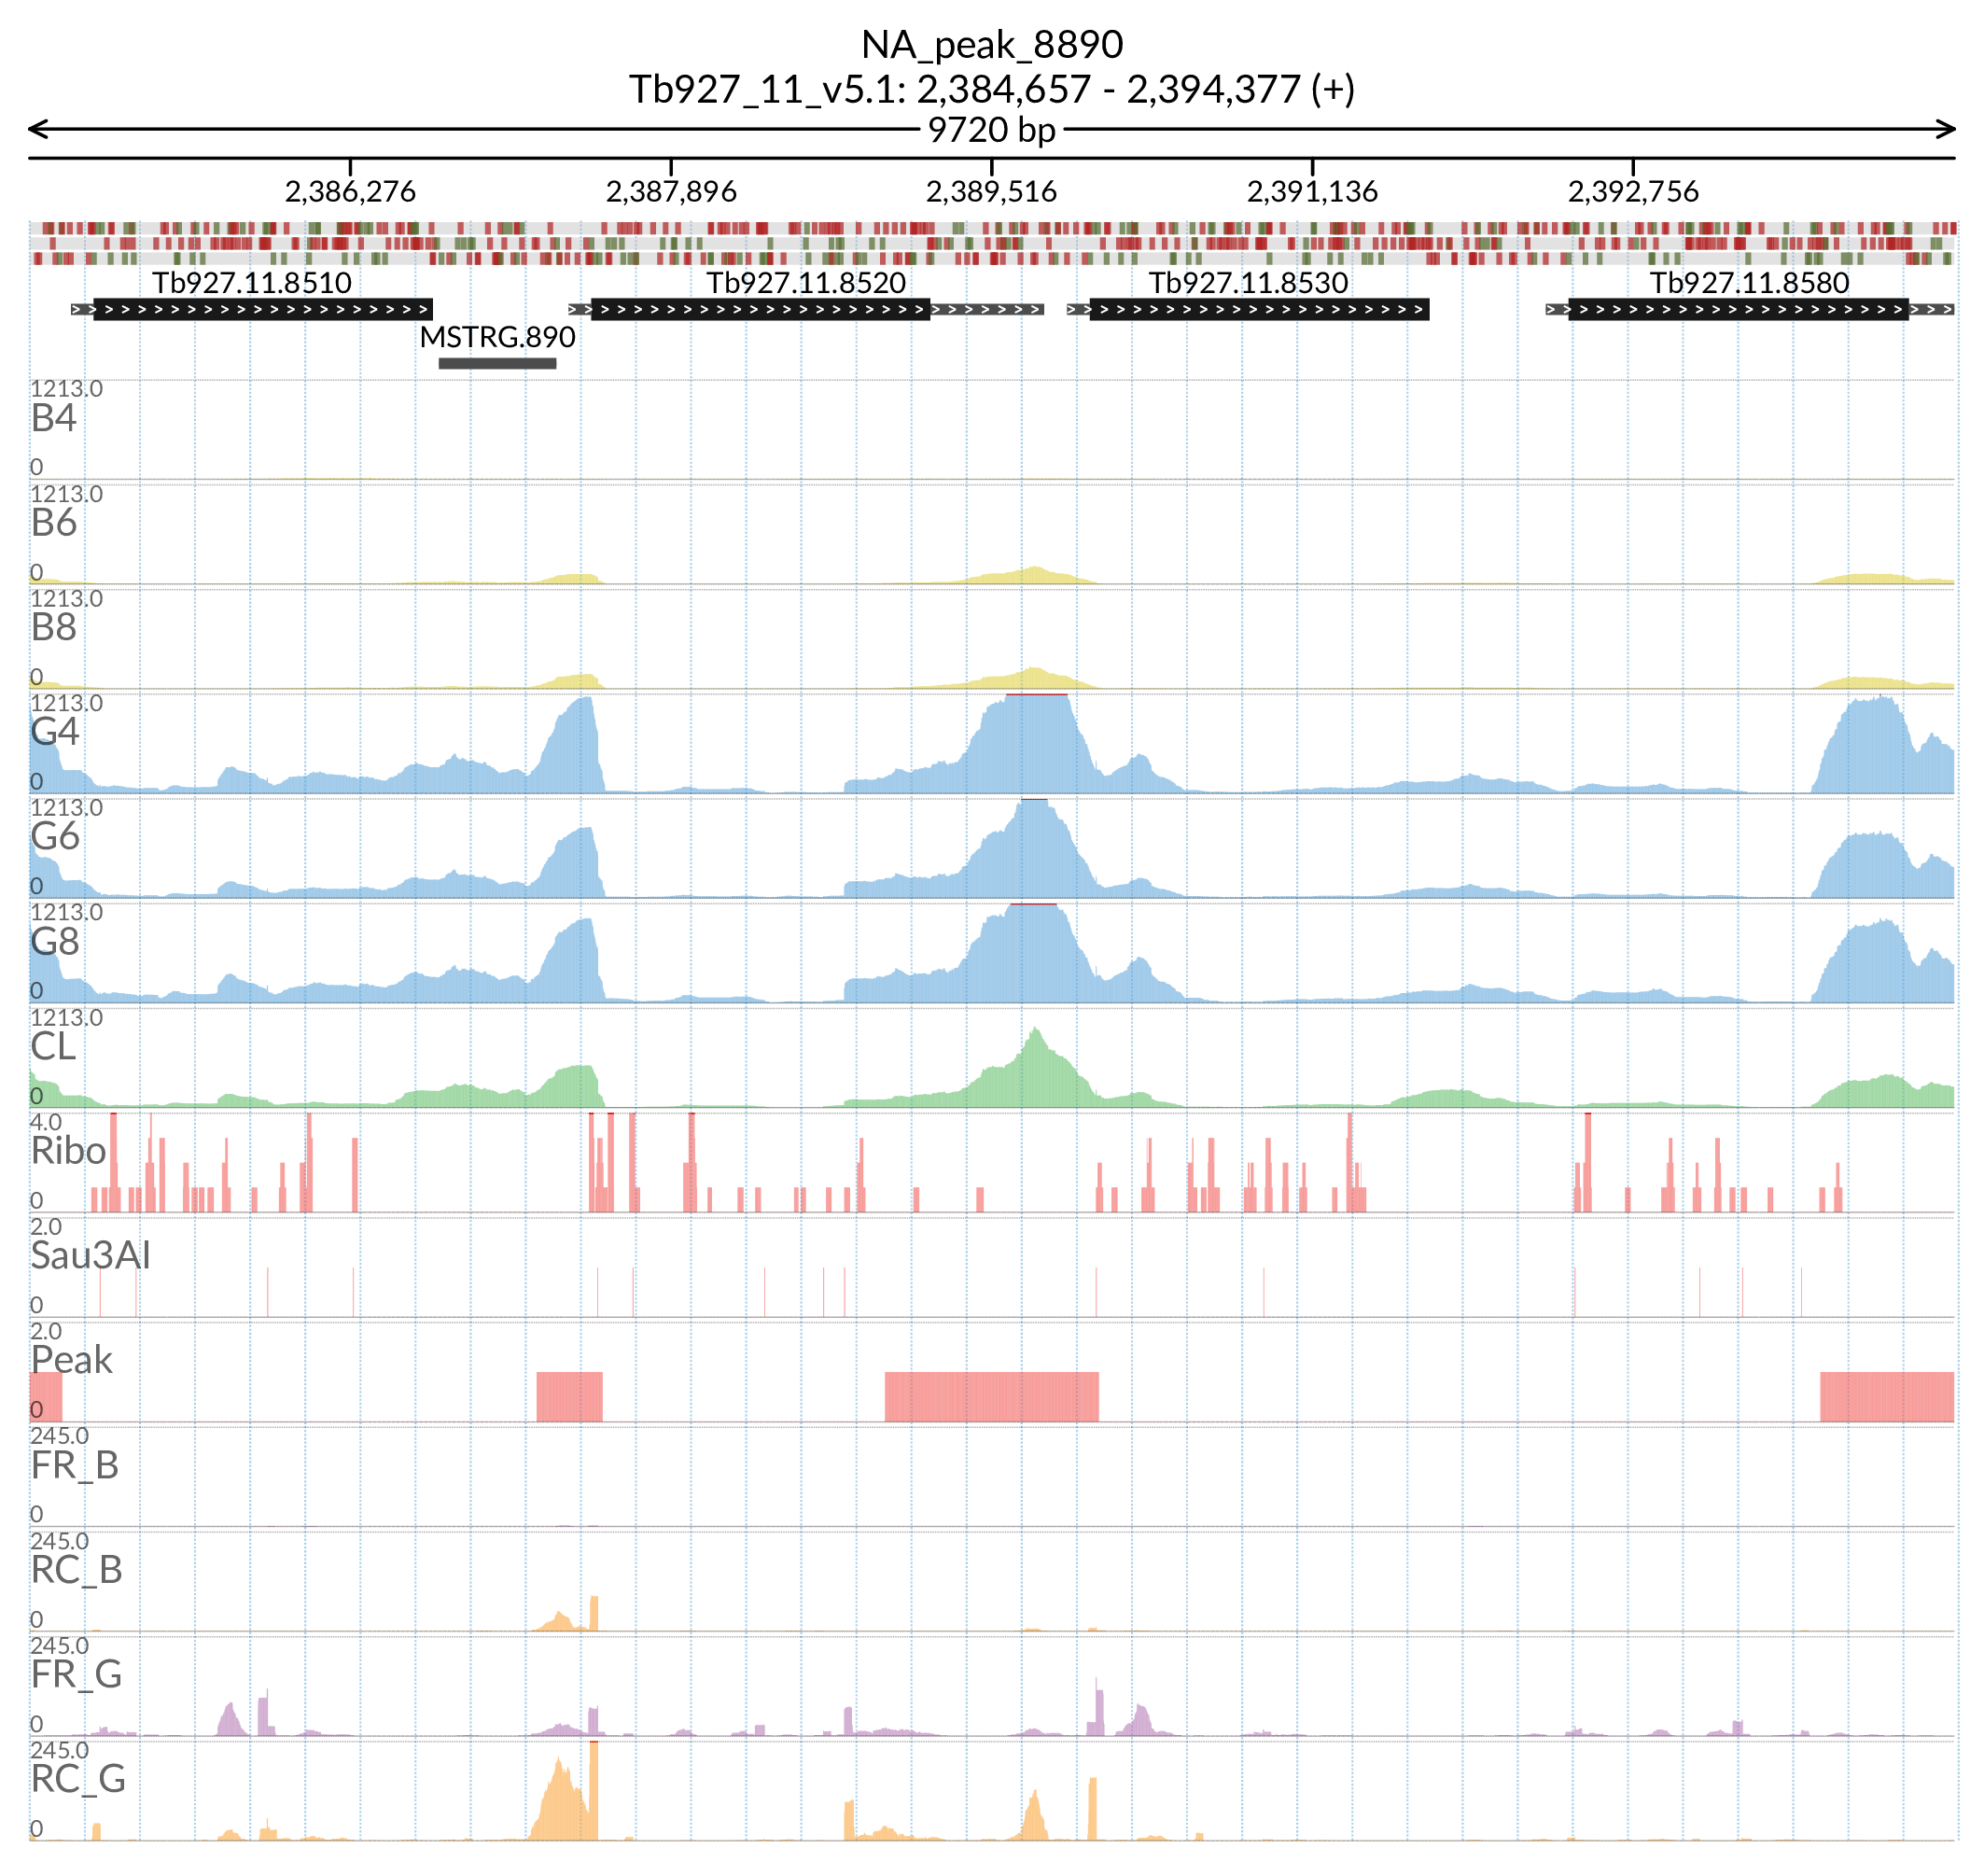 NA_peak_8890
Tb927_11_v5.1: 2,384,657 - 2,394,377 (+)
9720 bp
2,386,276 2,387,896 2,389,516 2,391,136 2,392,756
Tb927.11.8510 Tb927.11.8520 Tb927.11.8530 Tb927.11.8580
MSTRG.890
1213.0
B4
0
1213.0
B6
0
1213.0
B8
0
1213.0
G4
0
1213.0
G6
0
1213.0
G8
0
1213.0
CL
0
4.0
Ribo
0
2.0
Sau3AI
0
2.0
Peak
0
245.0
FR_B
0
245.0
RC_B
0
245.0
FR_G
0
245.0
RC_G
0